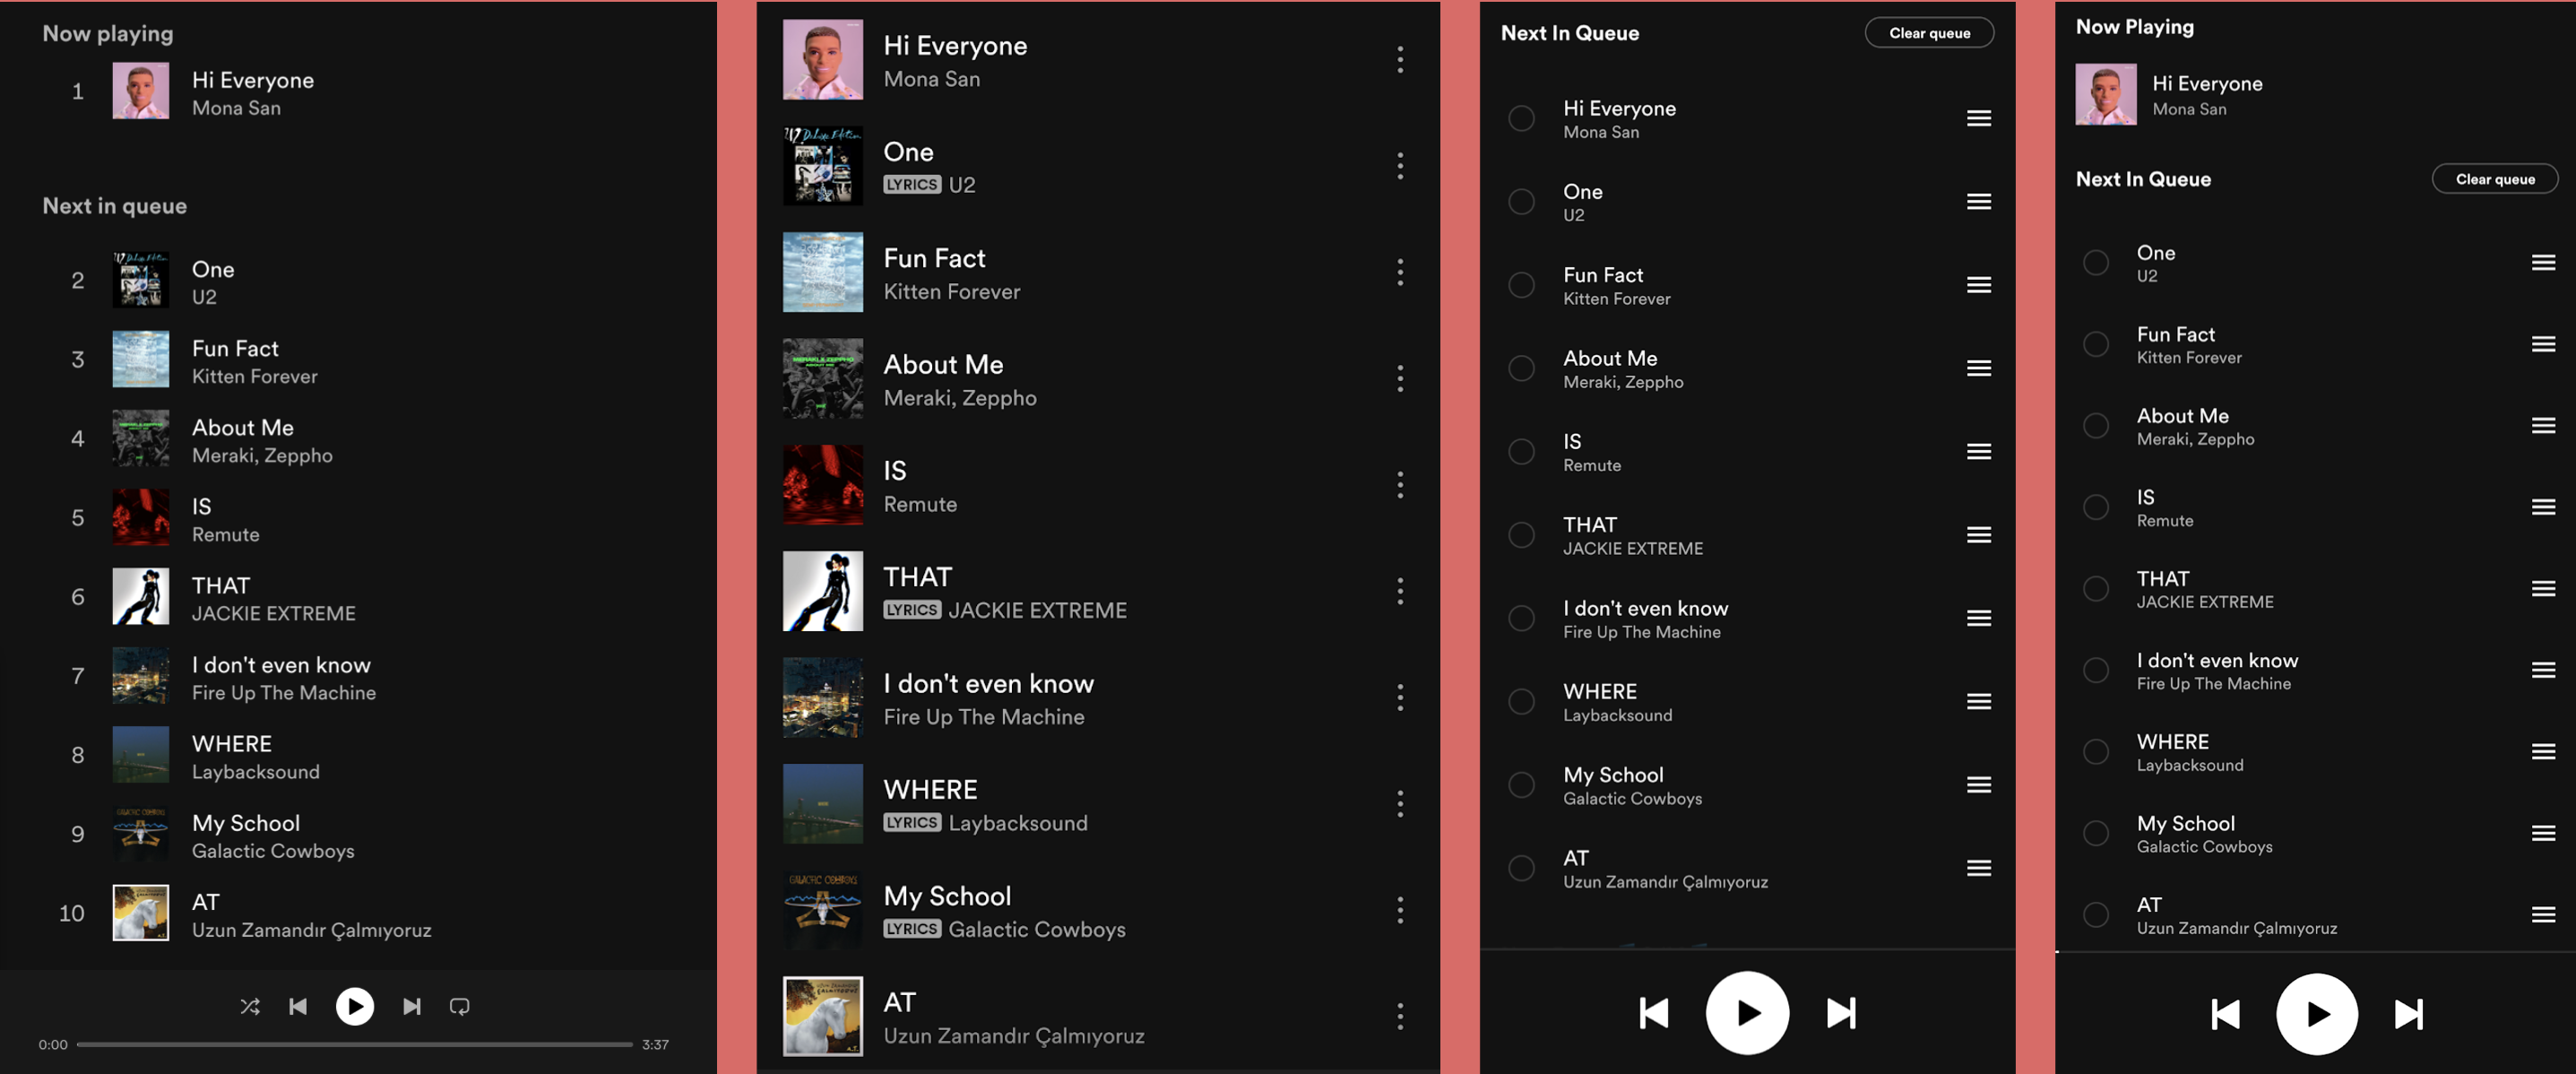 Now playing
1
Hi Everyone
Mona San
Next in queue
2
One
U2
3
Fun Fact
Kitten Forever
4
About Me
Meraki, Zeppho
5
IS
Remute
6
THAT
JACKIE EXTREME
7
I don't even know
Fire Up The Machine
8
WHERE
Laybacksound
9
My School
Galactic Cowboys
10
AT
Uzun Zamandır Çalmıyoruz
0:00
3:37
Hi Everyone
Mona San
One
LYRICS U2
Fun Fact
Kitten Forever
About Me
Meraki, Zeppho
IS
Remute
THAT
LYRICS JACKIE EXTREME
I don't even know
Fire Up The Machine
WHERE
LYRICS Laybacksound
My School
LYRICS Galactic Cowboys
AT
Uzun Zamandır Çalmıyoruz
Next In Queue
Clear queue
Hi Everyone
Mona San
One
U2
Fun Fact
Kitten Forever
About Me
Meraki, Zeppho
IS
Remute
THAT
JACKIE EXTREME
I don't even know
Fire Up The Machine
WHERE
Laybacksound
My School
Galactic Cowboys
AT
Uzun Zamandır Çalmıyoruz
Now Playing
Hi Everyone
Mona San
Next In Queue
Clear queue
One
U2
Fun Fact
Kitten Forever
About Me
Meraki, Zeppho
IS
Remute
THAT
JACKIE EXTREME
I don't even know
Fire Up The Machine
WHERE
Laybacksound
My School
Galactic Cowboys
AT
Uzun Zamandır Çalmıyoruz